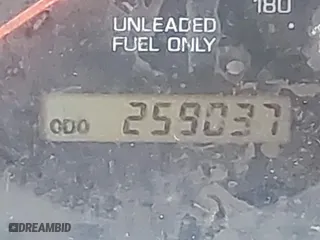 180
UNLEADED
FUEL ONLY
ODO 259037
DREAMBID